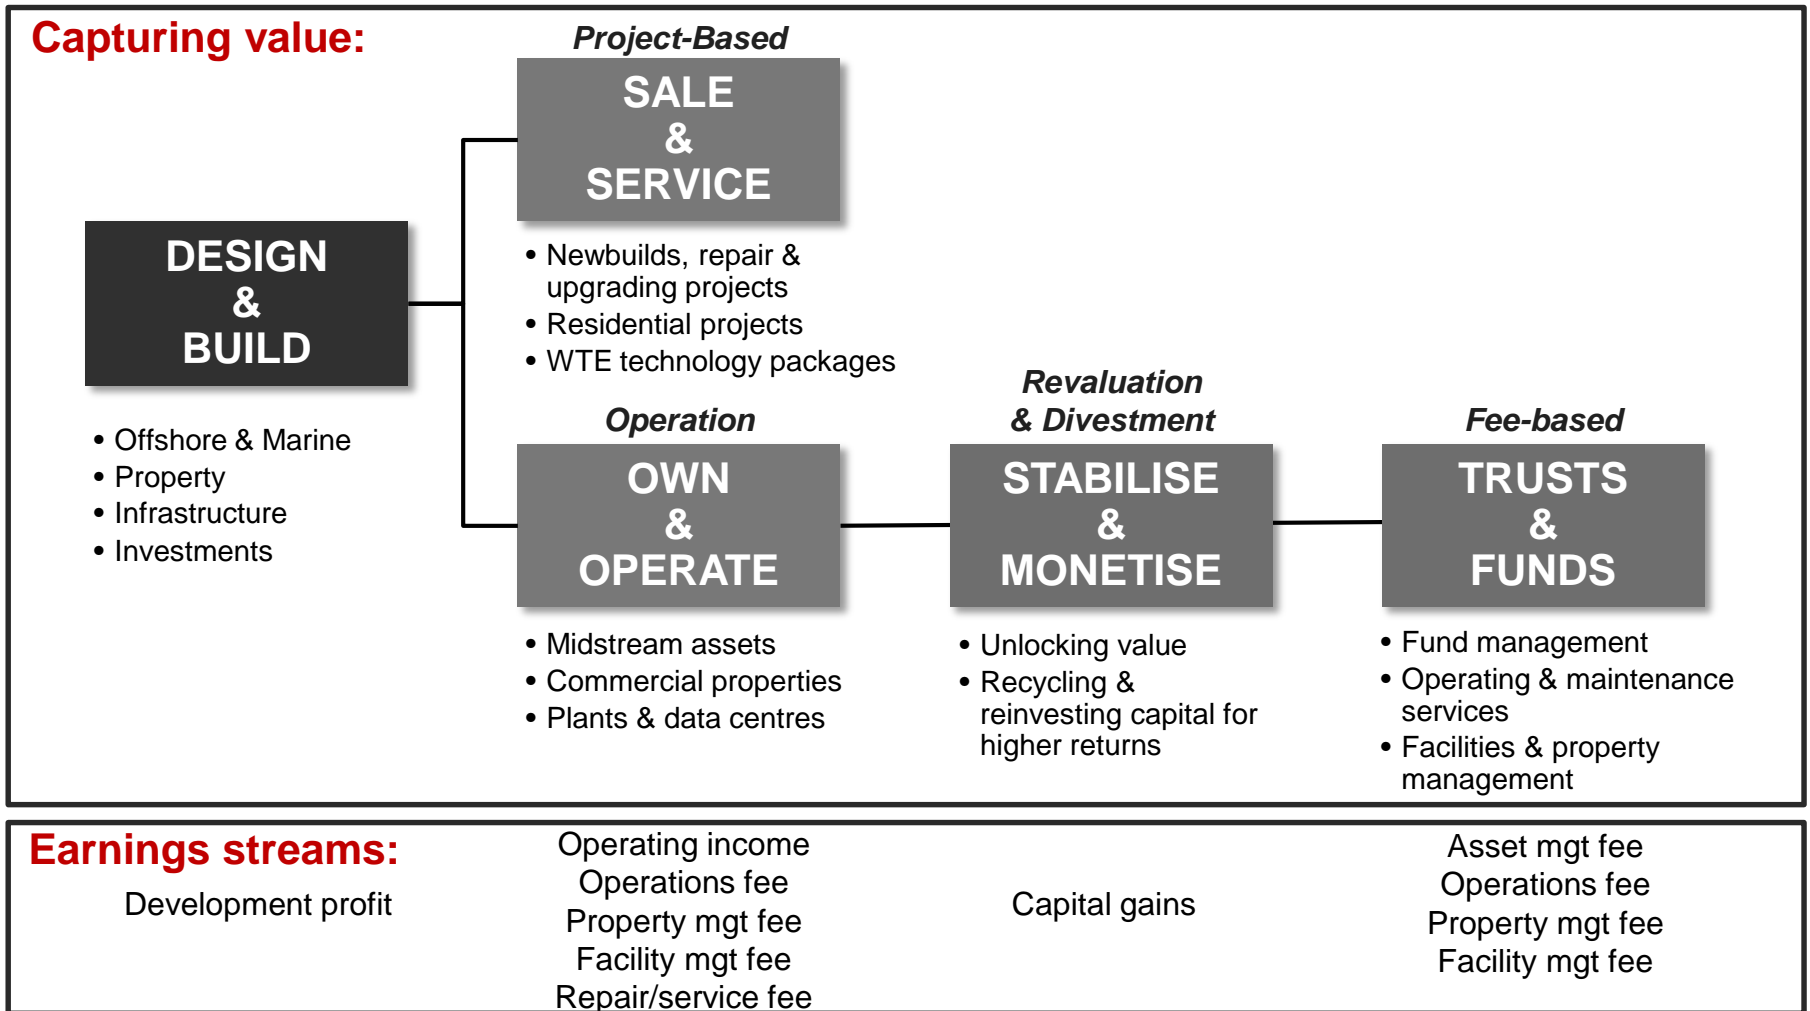 Capturing value:
Project-Based
SALE
&
SERVICE
• Newbuilds, repair &
upgrading projects
• Residential projects
• WTE technology packages
DESIGN
&
BUILD
• Offshore & Marine
• Property
• Infrastructure
• Investments
Operation
OWN
&
OPERATE
• Midstream assets
• Commercial properties
• Plants & data centres
Revaluation
& Divestment
STABILISE
&
MONETISE
• Unlocking value
• Recycling &
reinvesting capital for
higher returns
Fee-based
TRUSTS
&
FUNDS
• Fund management
• Operating & maintenance
services
• Facilities & property
management
Earnings streams:
Development profit
Operating income
Operations fee
Property mgt fee
Facility mgt fee
Repair/service fee
Capital gains
Asset mgt fee
Operations fee
Property mgt fee
Facility mgt fee